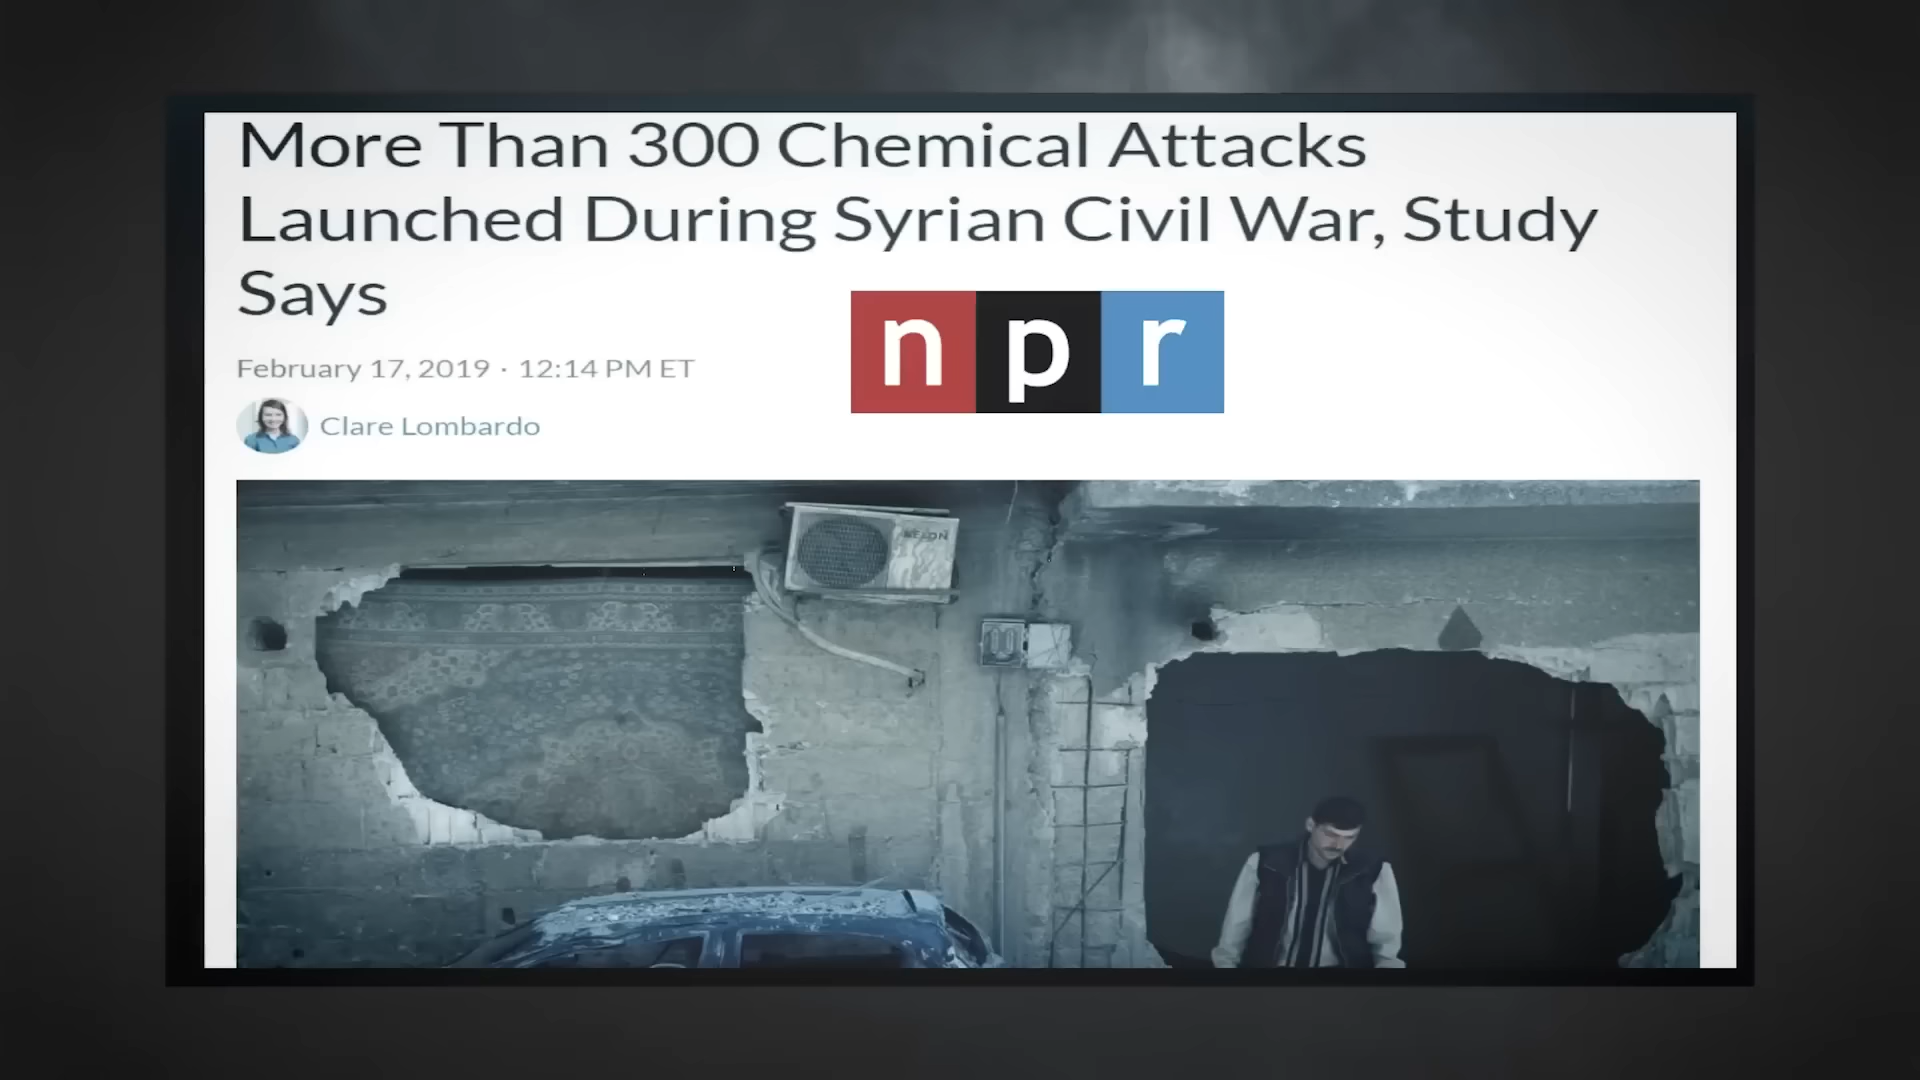 More Than 300 Chemical Attacks
Launched During Syrian Civil War, Study
Says
n p r
February 17, 2019 · 12:14 PM ET
Clare Lombardo
KELON